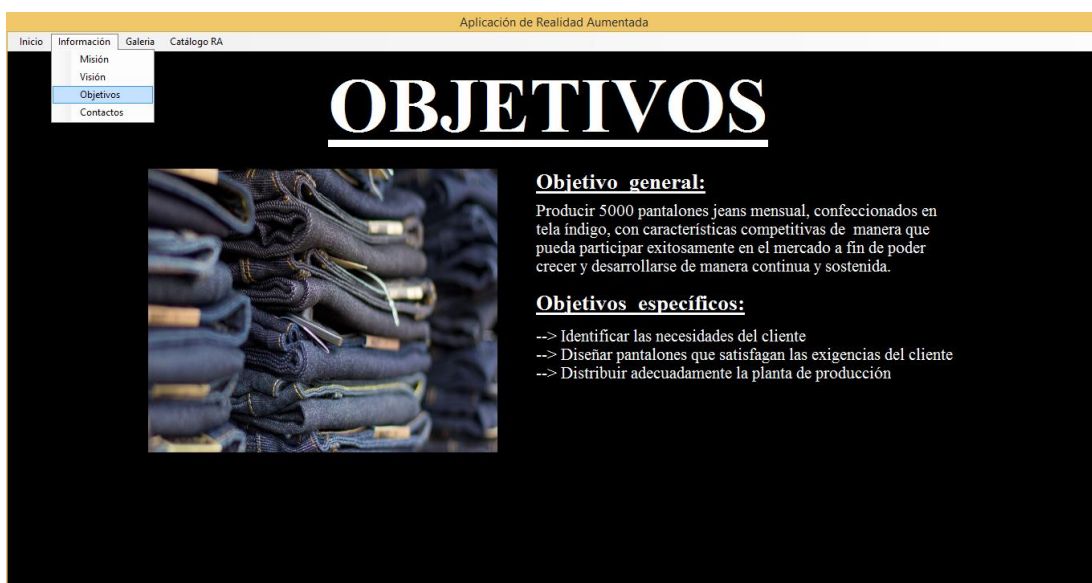 Aplicación de Realidad Aumentada
Inicio Información Galeria Catálogo RA
Misión
Visión
Objetivos
Contactos
OBJETIVOS
Objetivo general:
Producir 5000 pantalones jeans mensual, confeccionados en
tela índigo, con características competitivas de manera que
pueda participar exitosamente en el mercado a fin de poder
crecer y desarrollarse de manera continua y sostenida.
Objetivos específicos:
--> Identificar las necesidades del cliente
--> Diseñar pantalones que satisfagan las exigencias del cliente
--> Distribuir adecuadamente la planta de producción